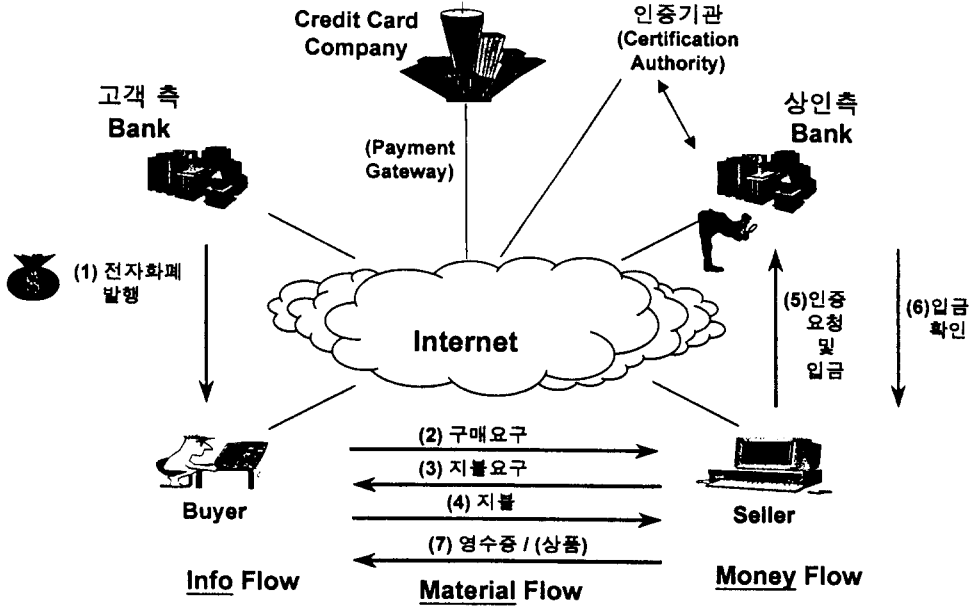 Credit Card
Company
인증기관
(Certification
Authority)
고객 측
Bank
상인측
Bank
(Payment
Gateway)
$
(1) 전자화폐
발행
Internet
(5)인증
요청
및
입금
(6)입금
확인
(2) 구매요구
(3) 지불요구
(4) 지불
(7) 영수증 / (상품)
Buyer
Seller
Info Flow
Material Flow
Money Flow